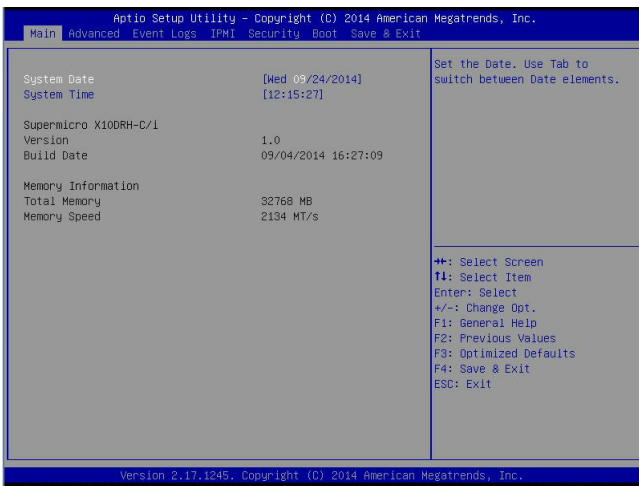 Aptio Setup Utility – Copyright (C) 2014 American Megatrends, Inc.
Main Advanced Event Logs IPMI Security Boot Save & Exit
System Date [Wed 09/24/2014]
System Time [12:15:27]
Supermicro X10DRH-C/i
Version 1.0
Build Date 09/04/2014 16:27:09
Memory Information
Total Memory 32768 MB
Memory Speed 2134 MT/s
Set the Date. Use Tab to
switch between Date elements.
→←: Select Screen
↑↓: Select Item
Enter: Select
+/-: Change Opt.
F1: General Help
F2: Previous Values
F3: Optimized Defaults
F4: Save & Exit
ESC: Exit
Version 2.17.1245. Copyright (C) 2014 American Megatrends, Inc.